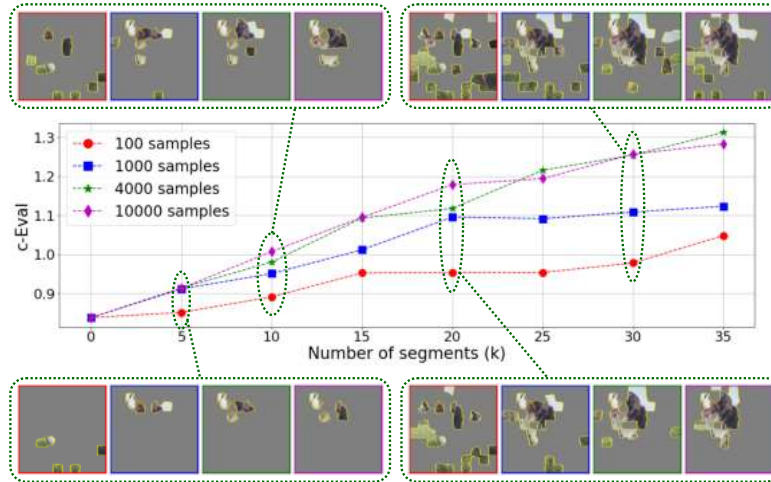 1.3
1.2
1.1
1.0
0.9
c-Eval
100 samples
1000 samples
4000 samples
10000 samples
0 5 10 15 20 25 30 35
Number of segments (k)